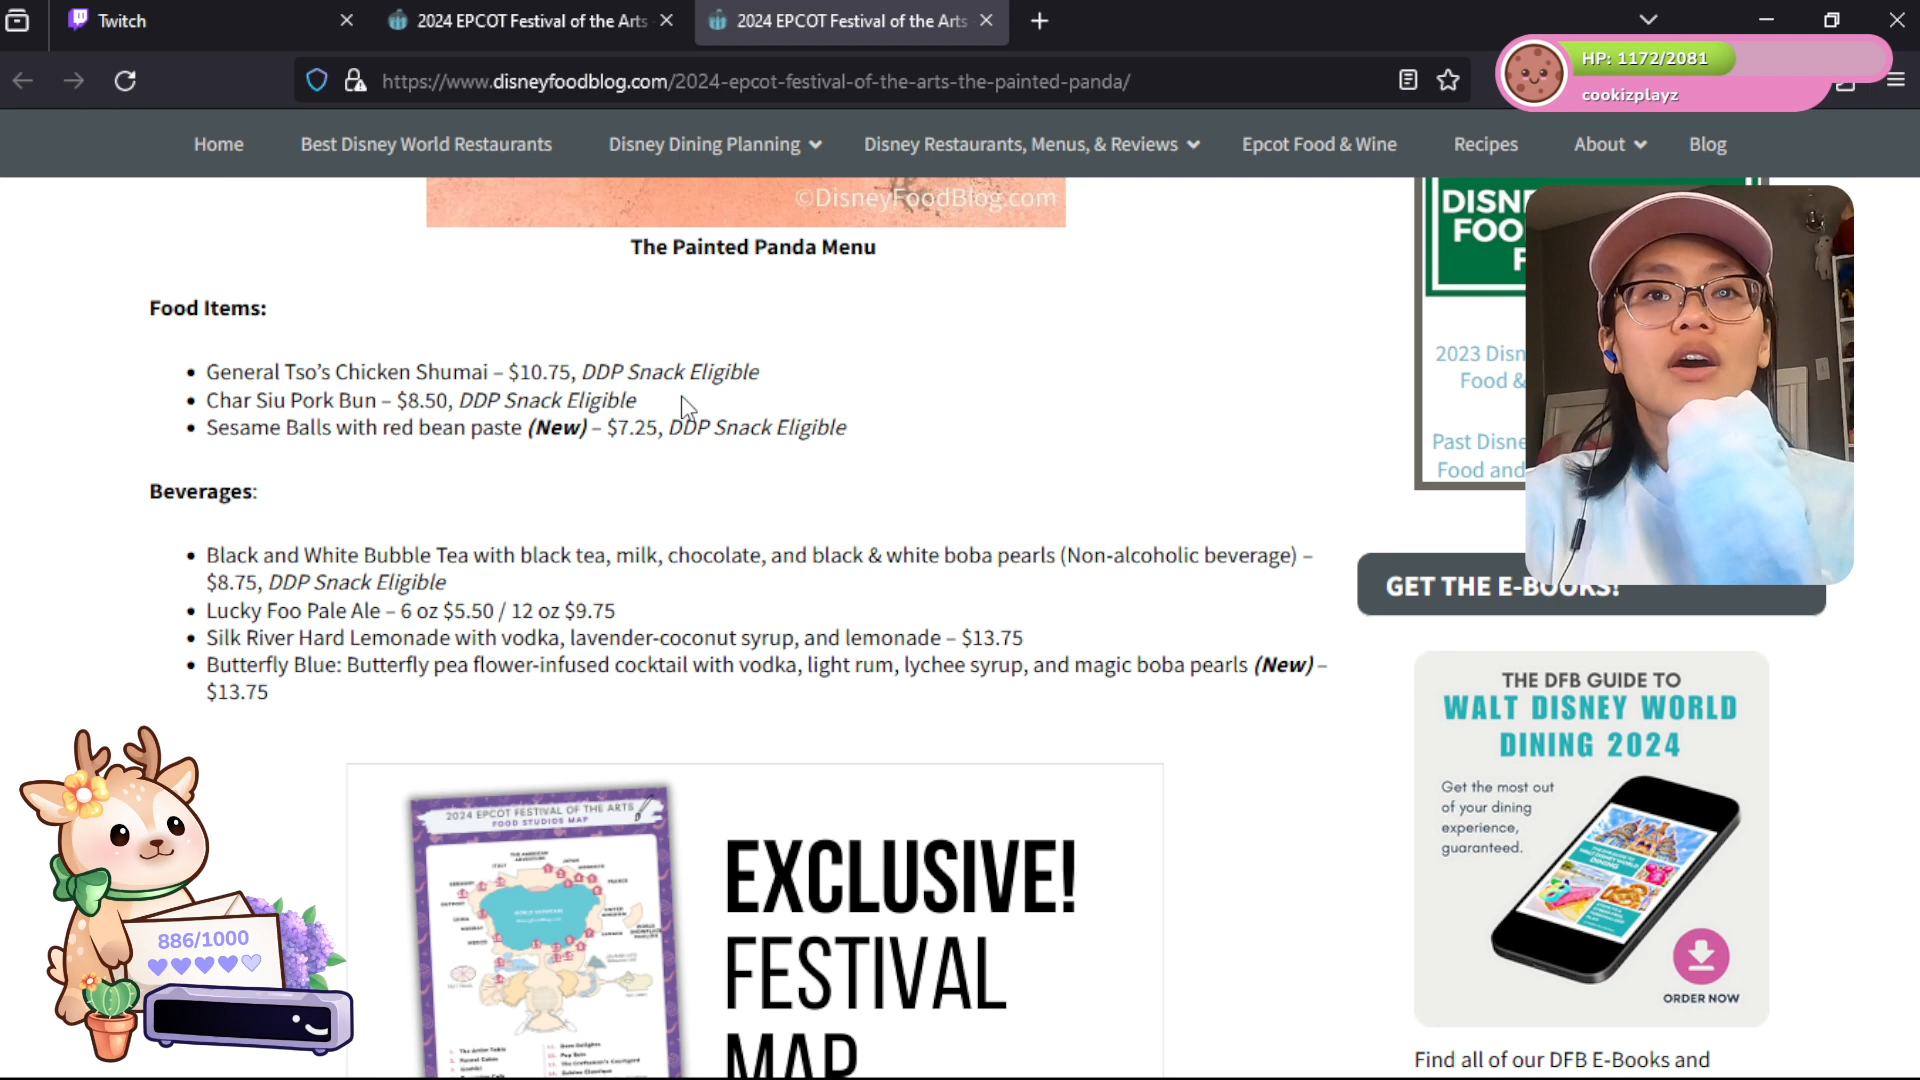 Twitch
2024 EPCOT Festival of the Arts
2024 EPCOT Festival of the Arts
https://www.disneyfoodblog.com/2024-epcot-festival-of-the-arts-the-painted-panda/
HP: 1172/2081
cookizplayz
Home
Best Disney World Restaurants
Disney Dining Planning
Disney Restaurants, Menus, & Reviews
Epcot Food & Wine
Recipes
About
Blog
©DisneyFoodBlog.com
The Painted Panda Menu
Food Items:
General Tso’s Chicken Shumai – $10.75, DDP Snack Eligible
Char Siu Pork Bun – $8.50, DDP Snack Eligible
Sesame Balls with red bean paste (New) – $7.25, DDP Snack Eligible
Beverages:
Black and White Bubble Tea with black tea, milk, chocolate, and black & white boba pearls (Non-alcoholic beverage) –
$8.75, DDP Snack Eligible
Lucky Foo Pale Ale – 6 oz $5.50 / 12 oz $9.75
Silk River Hard Lemonade with vodka, lavender-coconut syrup, and lemonade – $13.75
Butterfly Blue: Butterfly pea flower-infused cocktail with vodka, light rum, lychee syrup, and magic boba pearls (New) –
$13.75
886/1000
2024 EPCOT FESTIVAL OF THE ARTS
FOOD STUDIOS MAP
EXCLUSIVE!
FESTIVAL
MAP
DISN
FOO
F
2023 Disn
Food &
Past Disne
Food and
GET THE E-BOOKS!
THE DFB GUIDE TO
WALT DISNEY WORLD
DINING 2024
Get the most out
of your dining
experience,
guaranteed.
ORDER NOW
Find all of our DFB E-Books and